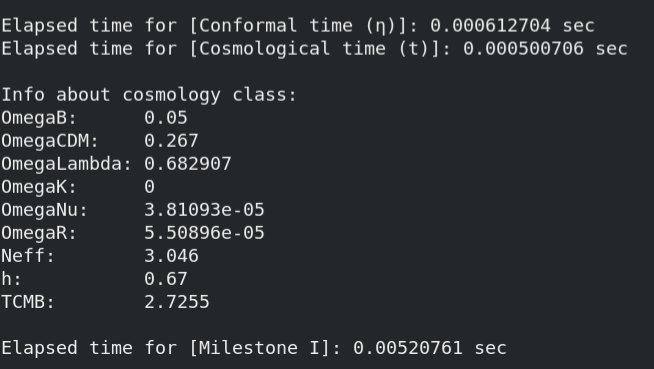 Elapsed time for [Conformal time (η)]: 0.000612704 sec
Elapsed time for [Cosmological time (t)]: 0.000500706 sec
Info about cosmology class:
OmegaB: 0.05
OmegaCDM: 0.267
OmegaLambda: 0.682907
OmegaK: 0
OmegaNu: 3.81093e-05
OmegaR: 5.50896e-05
Neff: 3.046
h: 0.67
TCMB: 2.7255
Elapsed time for [Milestone I]: 0.00520761 sec